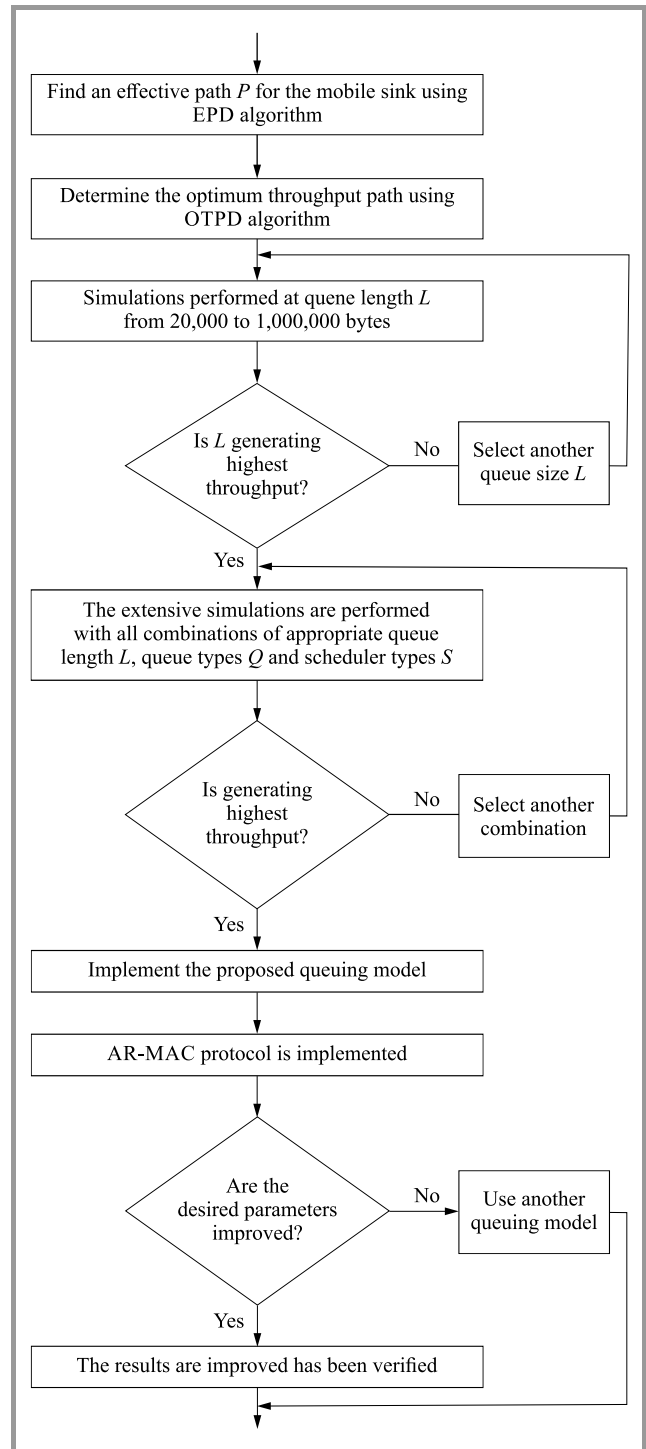 Find an effective path P for the mobile sink using
EPD algorithm
Determine the optimum throughput path using
OTPD algorithm
Simulations performed at quene length L
from 20,000 to 1,000,000 bytes
Is L generating
highest
throughput?
No
Select another
queue size L
Yes
The extensive simulations are performed
with all combinations of appropriate queue
length L, queue types Q and scheduler types S
Is generating
highest
throughput?
No
Select another
combination
Yes
Implement the proposed queuing model
AR-MAC protocol is implemented
Are the
desired parameters
improved?
No
Use another
queuing model
Yes
The results are improved has been verified